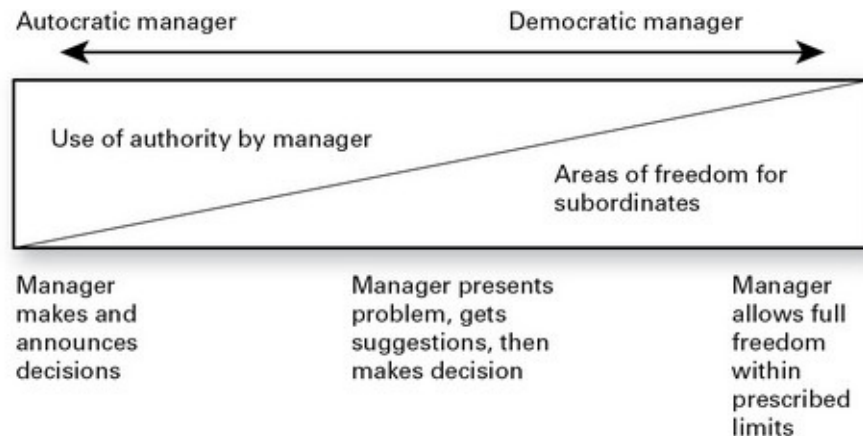 Autocratic manager
Democratic manager
Use of authority by manager
Areas of freedom for
subordinates
Manager
makes and
announces
decisions
Manager presents
problem, gets
suggestions, then
makes decision
Manager
allows full
freedom
within
prescribed
limits